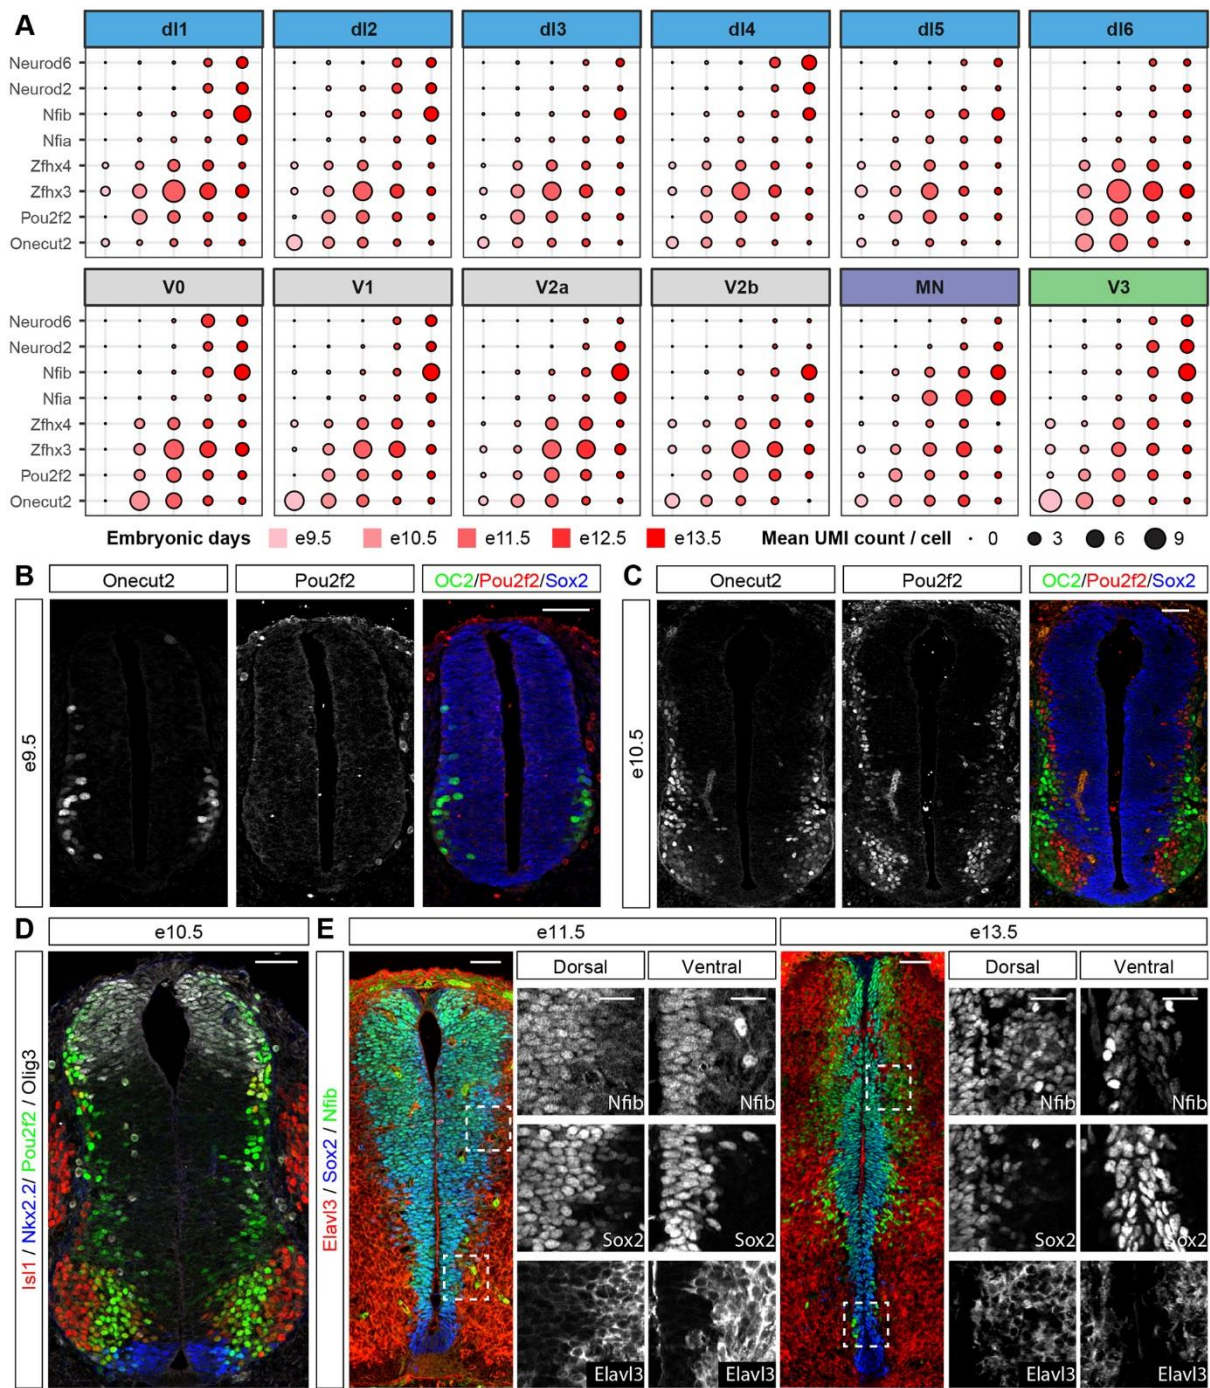 A
dI1 dI2 dI3 dI4 dI5 dI6
Neurod6
Neurod2
Nfib
Nfia
Zfhx4
Zfhx3
Pou2f2
Onecut2
V0 V1 V2a V2b MN V3
Neurod6
Neurod2
Nfib
Nfia
Zfhx4
Zfhx3
Pou2f2
Onecut2
Embryonic days e9.5 e10.5 e11.5 e12.5 e13.5 Mean UMI count / cell 0 3 6 9
B
Onecut2 Pou2f2 OC2/Pou2f2/Sox2
e9.5
C
Onecut2 Pou2f2 OC2/Pou2f2/Sox2
e10.5
D
e10.5
Isl1 / Nkx2.2/ Pou2f2 / Olig3
E
e11.5 e13.5
Elavl3 / Sox2 / Nfib
Dorsal Ventral Dorsal Ventral
Nfib Nfib Nfib Nfib
Sox2 Sox2 Sox2 Sox2
Elavl3 Elavl3 Elavl3 Elavl3